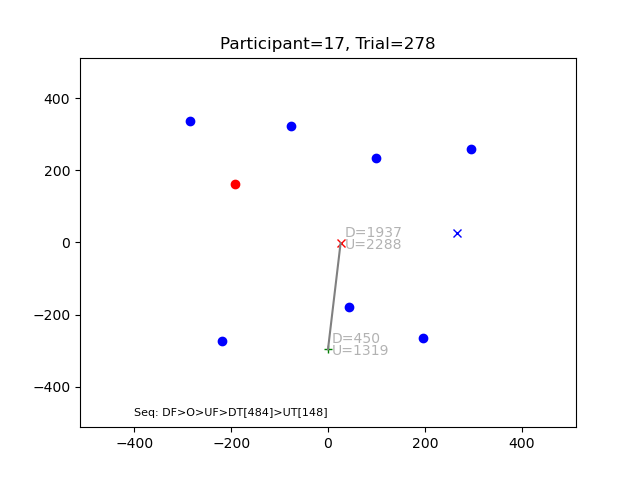 Participant=17, Trial=278
400
200
0
−200
−400
D=1937
U=2288
D=450
U=1319
Seq: DF>O>UF>DT[484]>UT[148]
−400
−200
0
200
400